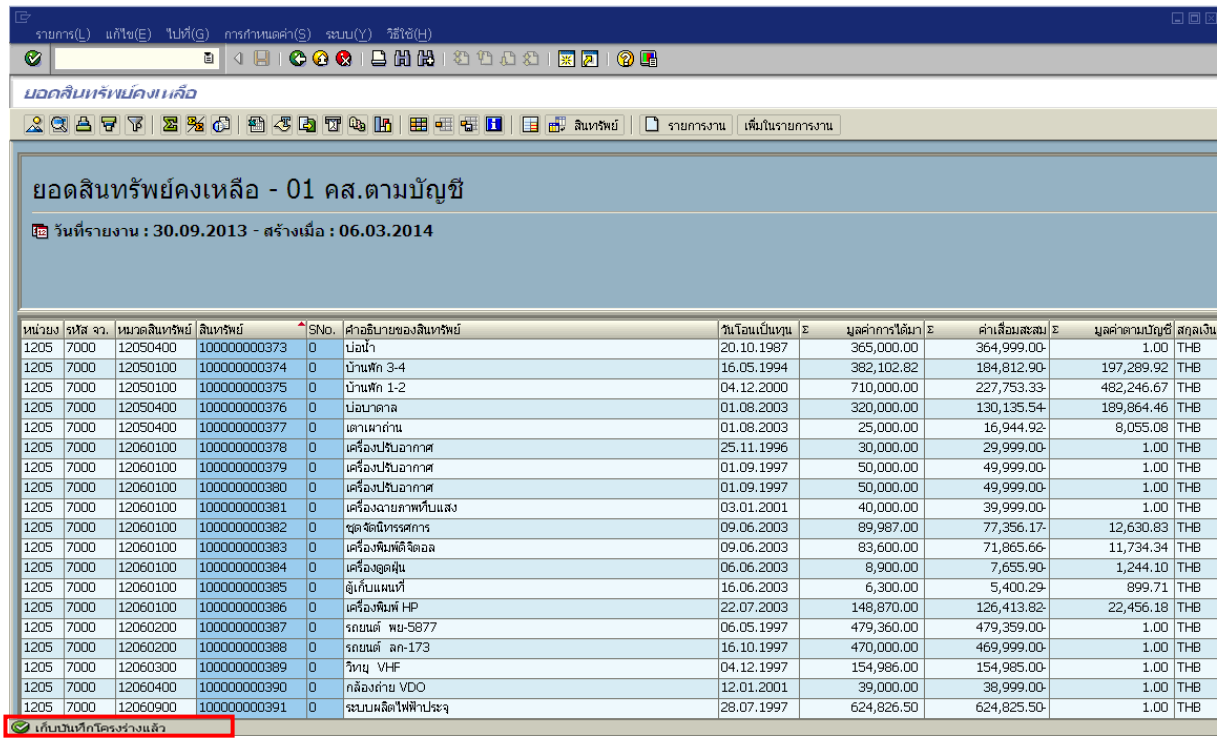 รายการ(L) แก้ไข(E) ไปที่(G) การกำหนดค่า(S) ระบบ(Y) วิธีใช้(H)
ยอดสินทรัพย์คงเหลือ
สินทรัพย์ รายการงาน เพิ่มในรายการงาน
ยอดสินทรัพย์คงเหลือ - 01 คส.ตามบัญชี
วันที่รายงาน : 30.09.2013 - สร้างเมื่อ : 06.03.2014
หน่วยง รหัส จว. หมวดสินทรัพย์ สินทรัพย์ SNo. คำอธิบายของสินทรัพย์ วันโอนเป็นทุน Σ มูลค่าการได้มา Σ ค่าเสื่อมสะสม Σ มูลค่าตามบัญชี สกุลเงิน
1205 7000 12050400 100000000373 0 บ่อน้ำ 20.10.1987 365,000.00 364,999.00- 1.00 THB
1205 7000 12050100 100000000374 0 บ้านพัก 3-4 16.05.1994 382,102.82 184,812.90- 197,289.92 THB
1205 7000 12050100 100000000375 0 บ้านพัก 1-2 04.12.2000 710,000.00 227,753.33- 482,246.67 THB
1205 7000 12050400 100000000376 0 บ่อบาดาล 01.08.2003 320,000.00 130,135.54- 189,864.46 THB
1205 7000 12050400 100000000377 0 เตาเผาถ่าน 01.08.2003 25,000.00 16,944.92- 8,055.08 THB
1205 7000 12060100 100000000378 0 เครื่องปรับอากาศ 25.11.1996 30,000.00 29,999.00- 1.00 THB
1205 7000 12060100 100000000379 0 เครื่องปรับอากาศ 01.09.1997 50,000.00 49,999.00- 1.00 THB
1205 7000 12060100 100000000380 0 เครื่องปรับอากาศ 01.09.1997 50,000.00 49,999.00- 1.00 THB
1205 7000 12060100 100000000381 0 เครื่องฉายภาพทึบแสง 03.01.2001 40,000.00 39,999.00- 1.00 THB
1205 7000 12060100 100000000382 0 ชุดจัดนิทรรศการ 09.06.2003 89,987.00 77,356.17- 12,630.83 THB
1205 7000 12060100 100000000383 0 เครื่องพิมพ์ดิจิตอล 09.06.2003 83,600.00 71,865.66- 11,734.34 THB
1205 7000 12060100 100000000384 0 เครื่องดูดฝุ่น 06.06.2003 8,900.00 7,655.90- 1,244.10 THB
1205 7000 12060100 100000000385 0 ตู้เก็บแผนที่ 16.06.2003 6,300.00 5,400.29- 899.71 THB
1205 7000 12060100 100000000386 0 เครื่องพิมพ์ HP 22.07.2003 148,870.00 126,413.82- 22,456.18 THB
1205 7000 12060200 100000000387 0 รถยนต์ พย-5877 06.05.1997 479,360.00 479,359.00- 1.00 THB
1205 7000 12060200 100000000388 0 รถยนต์ ลก-173 16.10.1997 470,000.00 469,999.00- 1.00 THB
1205 7000 12060300 100000000389 0 วิทยุ VHF 04.12.1997 154,986.00 154,985.00- 1.00 THB
1205 7000 12060400 100000000390 0 กล้องถ่าย VDO 12.01.2001 39,000.00 38,999.00- 1.00 THB
1205 7000 12060900 100000000391 0 ระบบผลิตไฟฟ้าประจุ 28.07.1997 624,826.50 624,825.50- 1.00 THB
เก็บบันทึกโครงร่างแล้ว